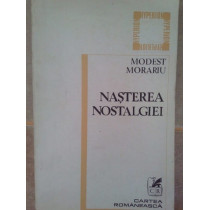 MODEST
MORARIU
NAȘTEREA
NOSTALGIEI
CARTEA
ROMÂNEASCĂ